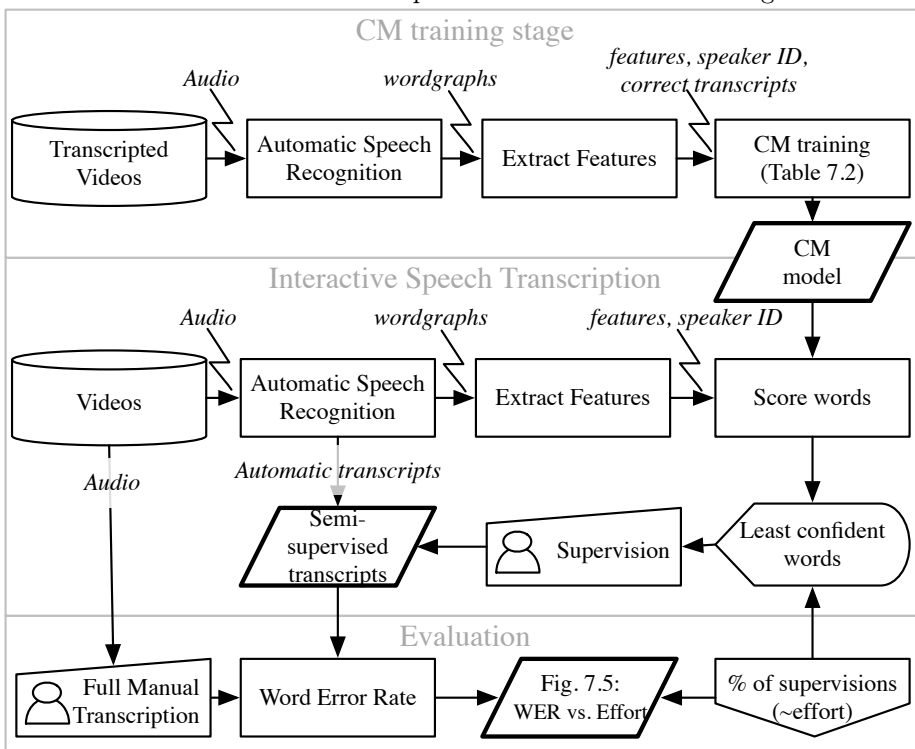 CM training stage
features, speaker ID,
correct transcripts
Audio
wordgraphs
Transcripted
Videos
Automatic Speech
Recognition
Extract Features
CM training
(Table 7.2)
CM
model
Interactive Speech Transcription
Audio
wordgraphs
features, speaker ID
Videos
Automatic Speech
Recognition
Extract Features
Score words
Audio
Automatic transcripts
Semi-
supervised
transcripts
Supervision
Least confident
words
Evaluation
Full Manual
Transcription
Word Error Rate
Fig. 7.5:
WER vs. Effort
% of supervisions
(~effort)